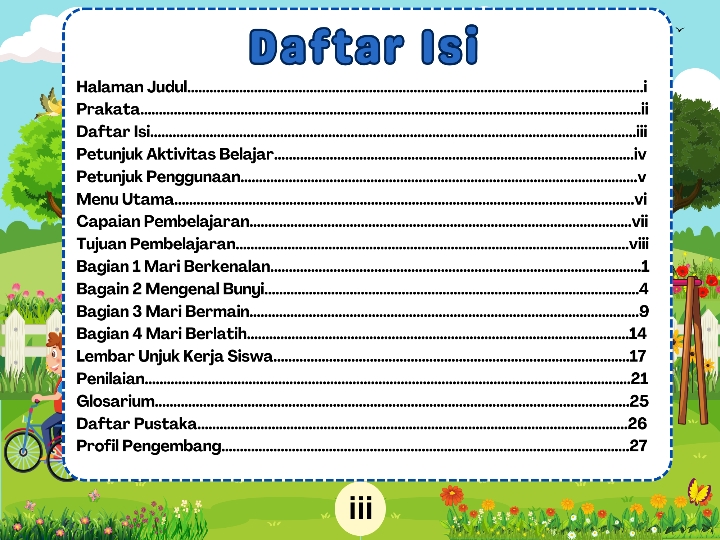 Daftar Isi
Halaman Judul..........................................................................................................................i
Prakata......................................................................................................................................ii
Daftar Isi..................................................................................................................................iii
Petunjuk Aktivitas Belajar.................................................................................................iv
Petunjuk Penggunaan...........................................................................................................v
Menu Utama............................................................................................................................vi
Capaian Pembelajaran.......................................................................................................vii
Tujuan Pembelajaran.........................................................................................................viii
Bagian 1 Mari Berkenalan....................................................................................................1
Bagain 2 Mengenal Bunyi.....................................................................................................4
Bagian 3 Mari Bermain.........................................................................................................9
Bagian 4 Mari Berlatih.......................................................................................................14
Lembar Unjuk Kerja Siswa................................................................................................17
Penilaian..................................................................................................................................21
Glosarium................................................................................................................................25
Daftar Pustaka.....................................................................................................................26
Profil Pengembang..............................................................................................................27
iii